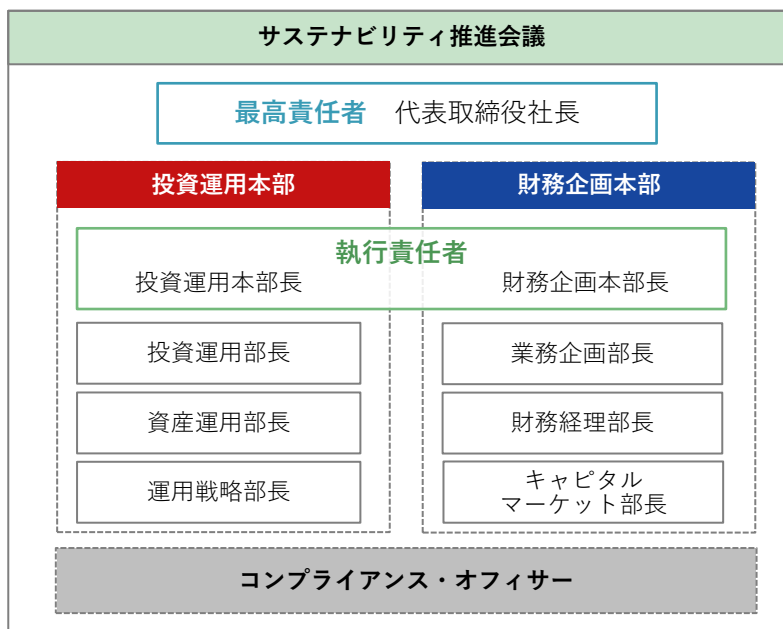 サステナビリティ推進会議
最高責任者 代表取締役社長
投資運用本部
財務企画本部
執行責任者
投資運用本部長
財務企画本部長
投資運用部長
業務企画部長
資産運用部長
財務経理部長
運用戦略部長
キャピタル
マーケット部長
コンプライアンス・オフィサー